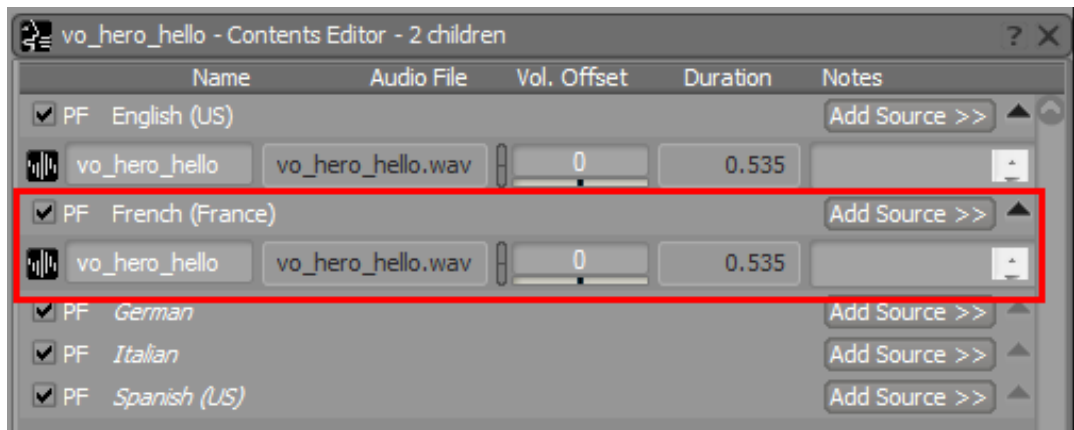 vo_hero_hello - Contents Editor - 2 children ? X
Name Audio File Vol. Offset Duration Notes
PF English (US) Add Source >>
vo_hero_hello vo_hero_hello.wav 0 0.535
PF French (France) Add Source >>
vo_hero_hello vo_hero_hello.wav 0 0.535
PF German Add Source >>
PF Italian Add Source >>
PF Spanish (US) Add Source >>